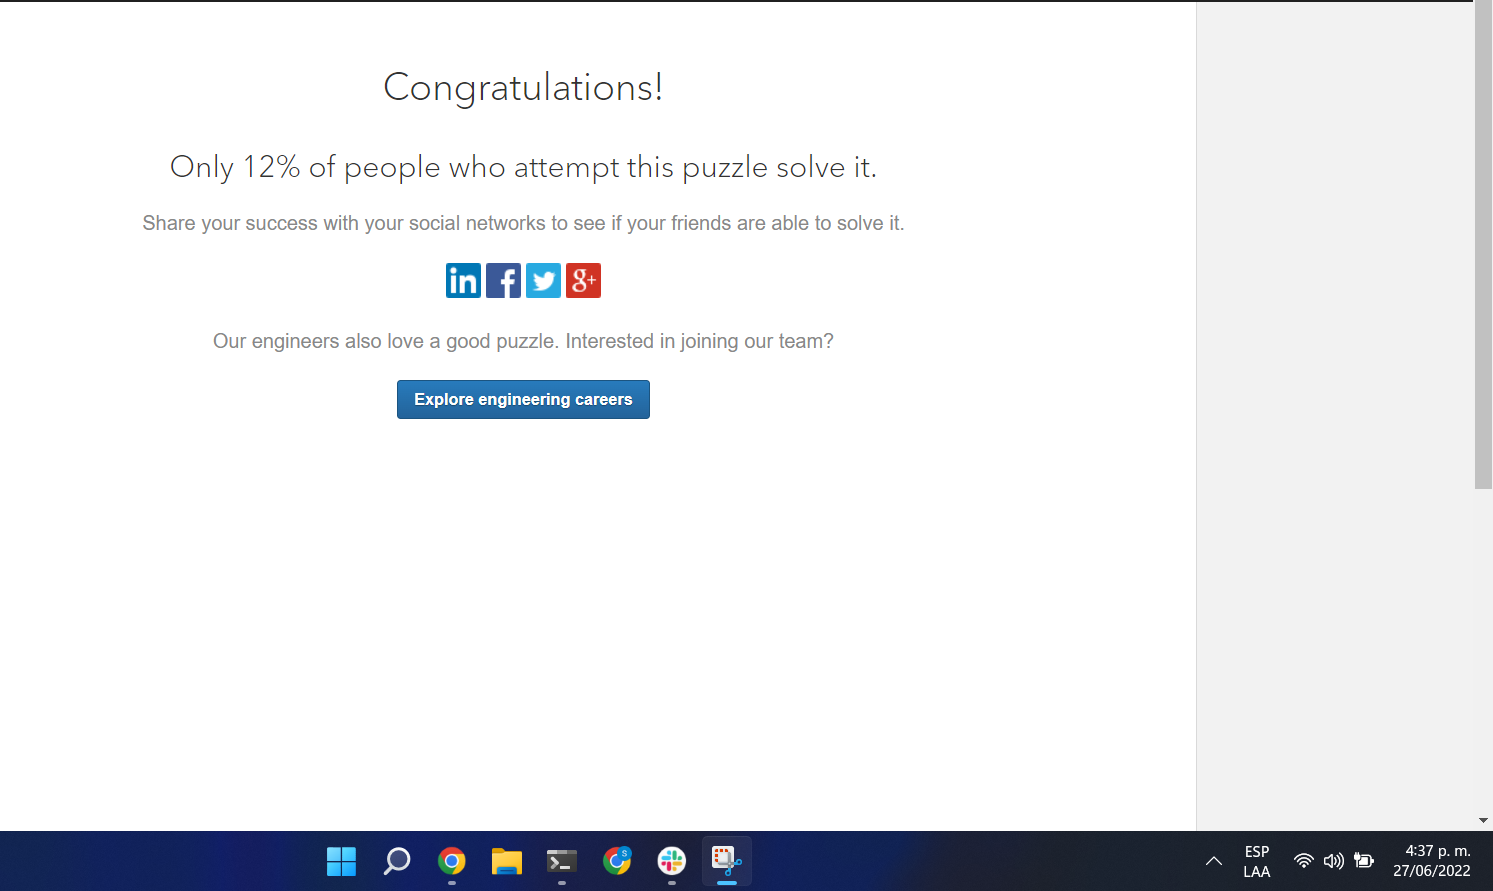 Congratulations!
Only 12% of people who attempt this puzzle solve it.
Share your success with your social networks to see if your friends are able to solve it.
in f g+
Our engineers also love a good puzzle. Interested in joining our team?
Explore engineering careers
S
ESP
LAA
4:37 p. m.
27/06/2022